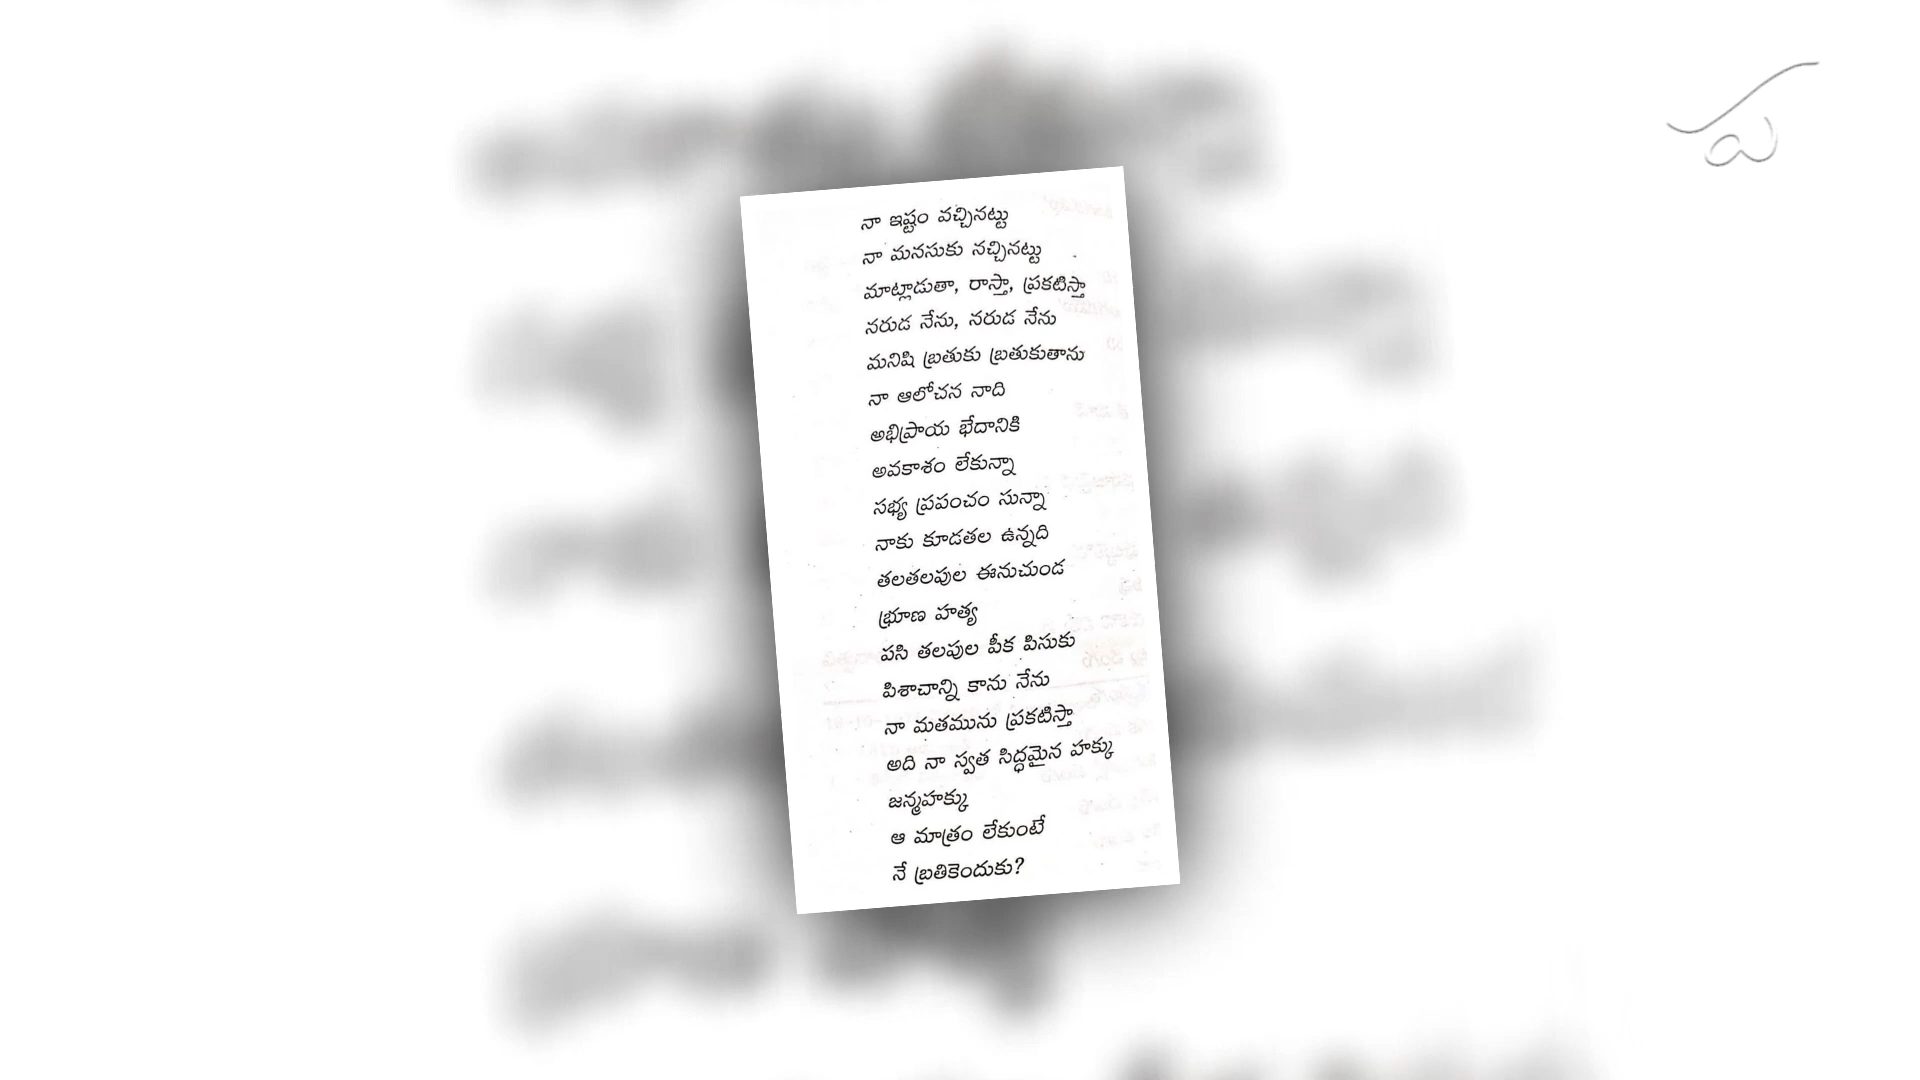 నా ఇష్టం వచ్చినట్టు
నా మనసుకు నచ్చినట్టు
మాట్లాడుతా, రాస్తా, ప్రకటిస్తా
నరుడ నేను, నరుడ నేను
మనిషి బ్రతుకు బ్రతుకుతాను
నా ఆలోచన నాది
అభిప్రాయ భేదానికి
అవకాశం లేకున్నా
సభ్య ప్రపంచం సున్నా
నాకు కూడతల ఉన్నది
తలతలపుల ఈనుచుండ
భ్రూణ హత్య
పసి తలపుల పీక పిసుకు
పిశాచాన్ని కాను నేను
నా మతమును ప్రకటిస్తా
అది నా స్వత సిద్ధమైన హక్కు
జన్మహక్కు
ఆ మాత్రం లేకుంటే
నే బ్రతికెందుకు?
ప